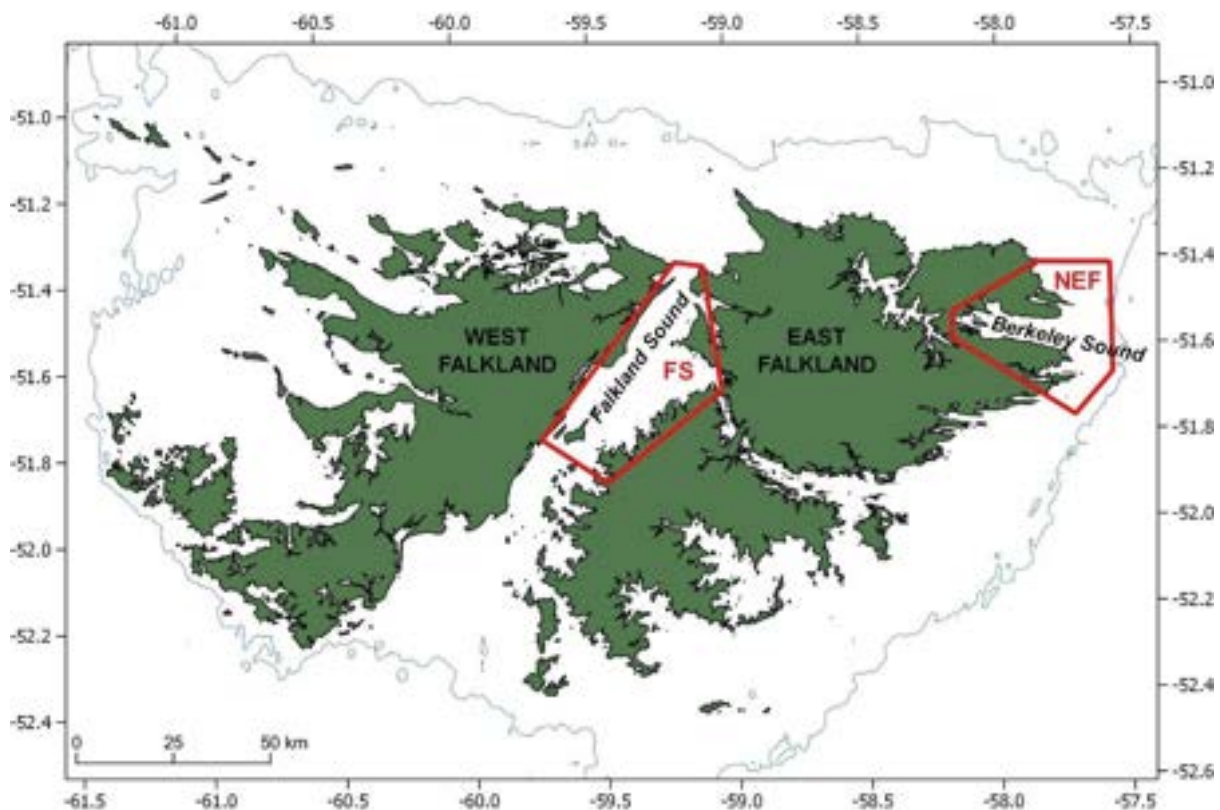 -61.0 -60.5 -60.0 -59.5 -59.0 -58.5 -58.0 -57.5
-51.0 -51.0
-51.2 -51.2
-51.4 -51.4
-51.6 -51.6
-51.8 -51.8
-52.0 -52.0
-52.2 -52.2
-52.4 -52.4
-52.6
NEF
WEST
FALKLAND
Falkland Sound
FS
EAST
FALKLAND
Berkeley Sound
0 25 50 km
-61.5 -61.0 -60.5 -60.0 -59.5 -59.0 -58.5 -58.0 -57.5